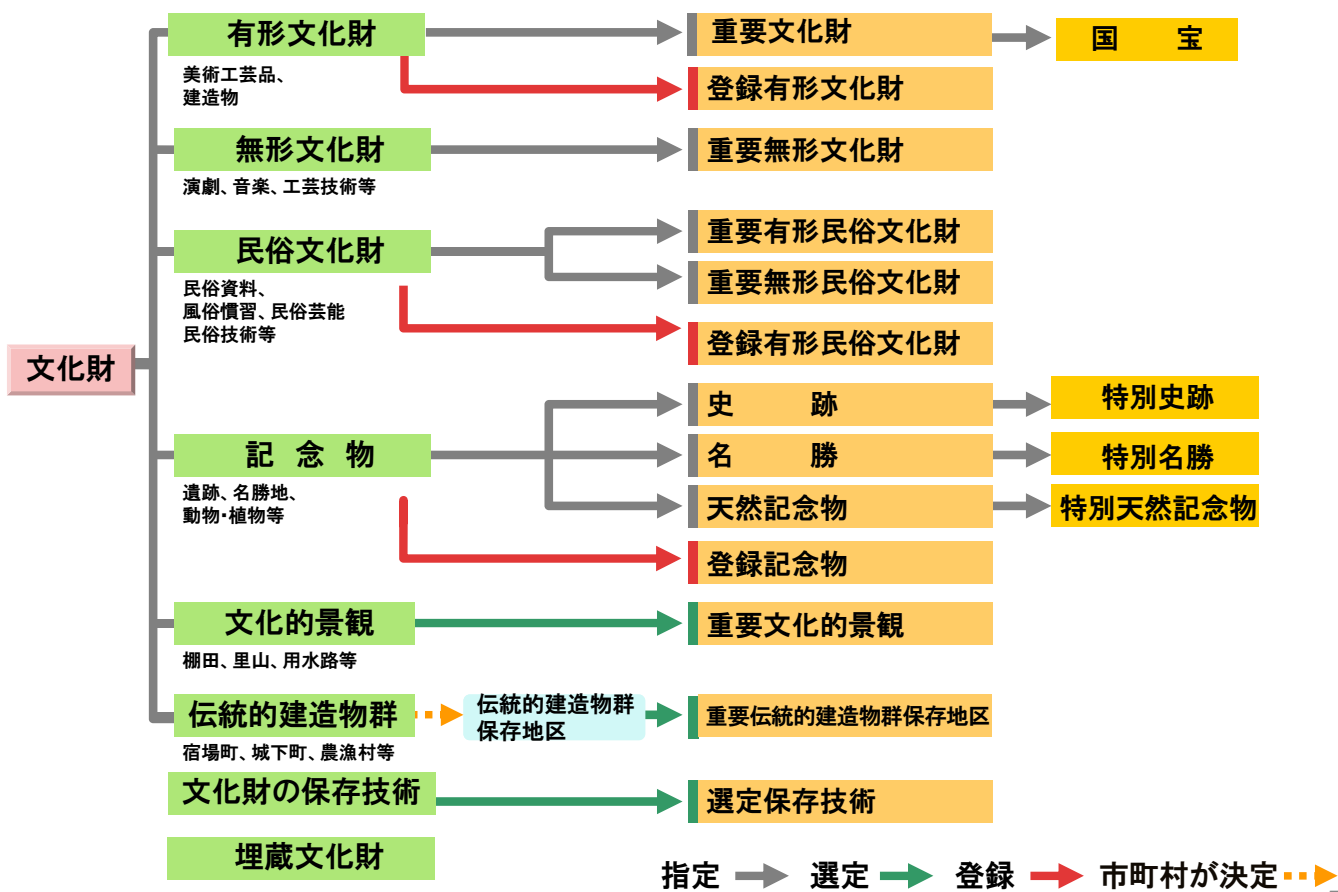 有形文化財
重要文化財
国　宝
美術工芸品、
建造物
登録有形文化財
無形文化財
重要無形文化財
演劇、音楽、工芸技術等
民俗文化財
重要有形民俗文化財
重要無形民俗文化財
民俗資料、
風俗慣習、民俗芸能
民俗技術等
登録有形民俗文化財
文化財
記念物
史　跡
特別史跡
名　勝
特別名勝
天然記念物
特別天然記念物
遺跡、名勝地、
動物・植物等
登録記念物
文化的景観
重要文化的景観
棚田、里山、用水路等
伝統的建造物群
伝統的建造物群
保存地区
重要伝統的建造物群保存地区
宿場町、城下町、農漁村等
文化財の保存技術
選定保存技術
埋蔵文化財
指定 選定 登録 市町村が決定